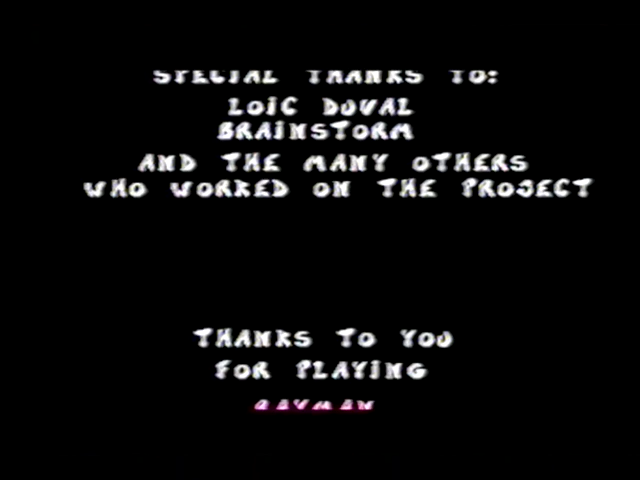 SPECIAL THANKS TO:
LOIC DUVAL
BRAINSTORM
AND THE MANY OTHERS
WHO WORKED ON THE PROJECT
THANKS TO YOU
FOR PLAYING
RAYMAN